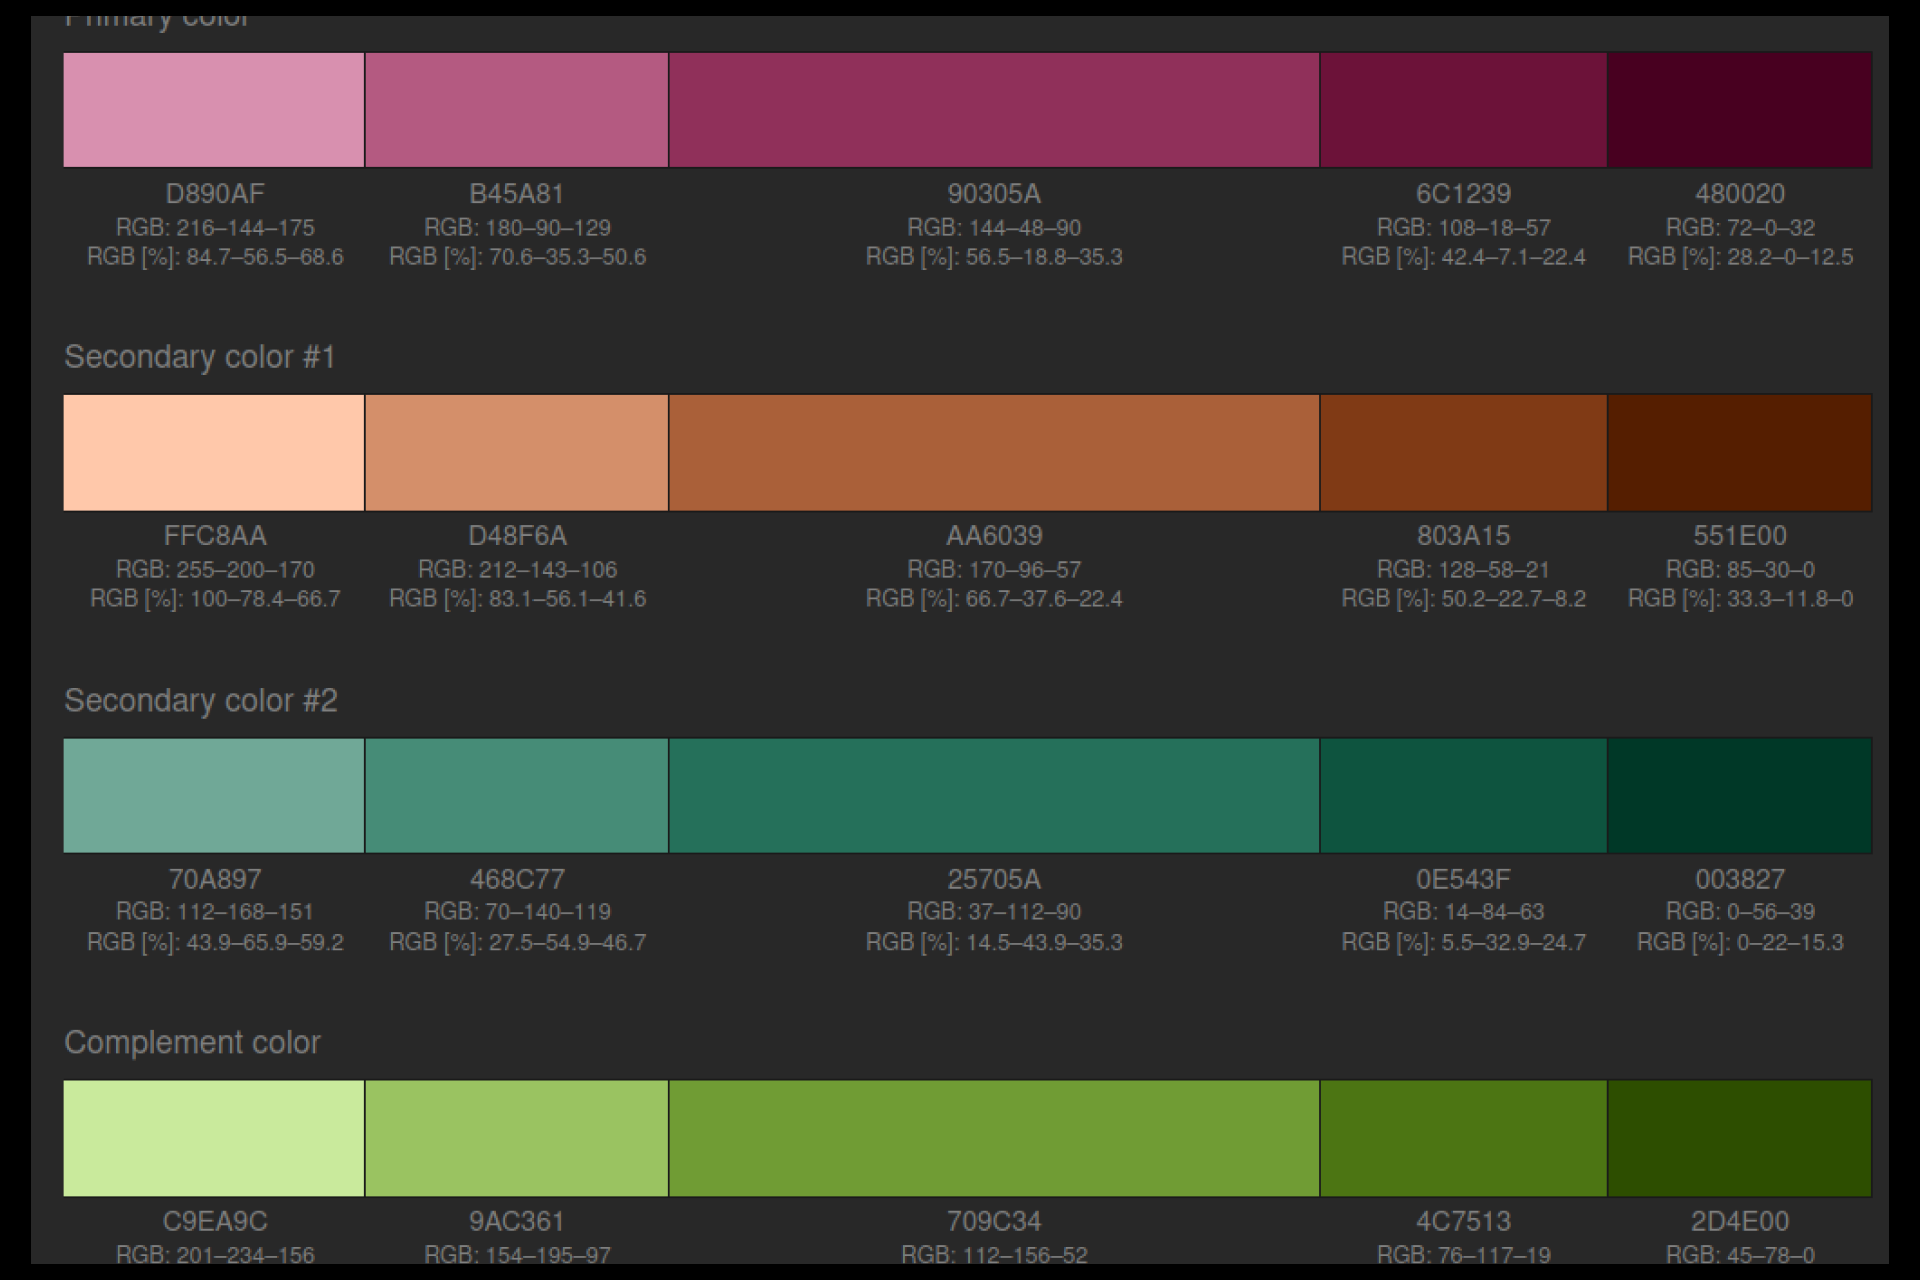 Primary color
D890AF B45A81 90305A 6C1239 480020
RGB: 216–144–175 RGB: 180–90–129 RGB: 144–48–90 RGB: 108–18–57 RGB: 72–0–32
RGB [%]: 84.7–56.5–68.6 RGB [%]: 70.6–35.3–50.6 RGB [%]: 56.5–18.8–35.3 RGB [%]: 42.4–7.1–22.4 RGB [%]: 28.2–0–12.5
Secondary color #1
FFC8AA D48F6A AA6039 803A15 551E00
RGB: 255–200–170 RGB: 212–143–106 RGB: 170–96–57 RGB: 128–58–21 RGB: 85–30–0
RGB [%]: 100–78.4–66.7 RGB [%]: 83.1–56.1–41.6 RGB [%]: 66.7–37.6–22.4 RGB [%]: 50.2–22.7–8.2 RGB [%]: 33.3–11.8–0
Secondary color #2
70A897 468C77 25705A 0E543F 003827
RGB: 112–168–151 RGB: 70–140–119 RGB: 37–112–90 RGB: 14–84–63 RGB: 0–56–39
RGB [%]: 43.9–65.9–59.2 RGB [%]: 27.5–54.9–46.7 RGB [%]: 14.5–43.9–35.3 RGB [%]: 5.5–32.9–24.7 RGB [%]: 0–22–15.3
Complement color
C9EA9C 9AC361 709C34 4C7513 2D4E00
RGB: 201–234–156 RGB: 154–195–97 RGB: 112–156–52 RGB: 76–117–19 RGB: 45–78–0